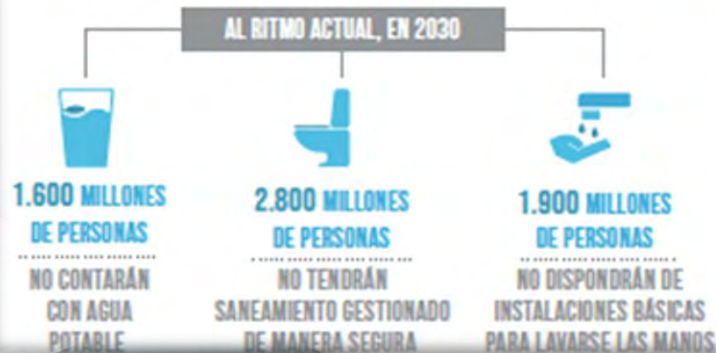 AL RITMO ACTUAL, EN 2030
1.600 MILLONES
DE PERSONAS
NO CONTARÁN
CON AGUA
POTABLE
2.800 MILLONES
DE PERSONAS
NO TENDRÁN
SANEAMIENTO GESTIONADO
DE MANERA SEGURA
1.900 MILLONES
DE PERSONAS
NO DISPONDRÁN DE
INSTALACIONES BÁSICAS
PARA LAVARSE LAS MANOS